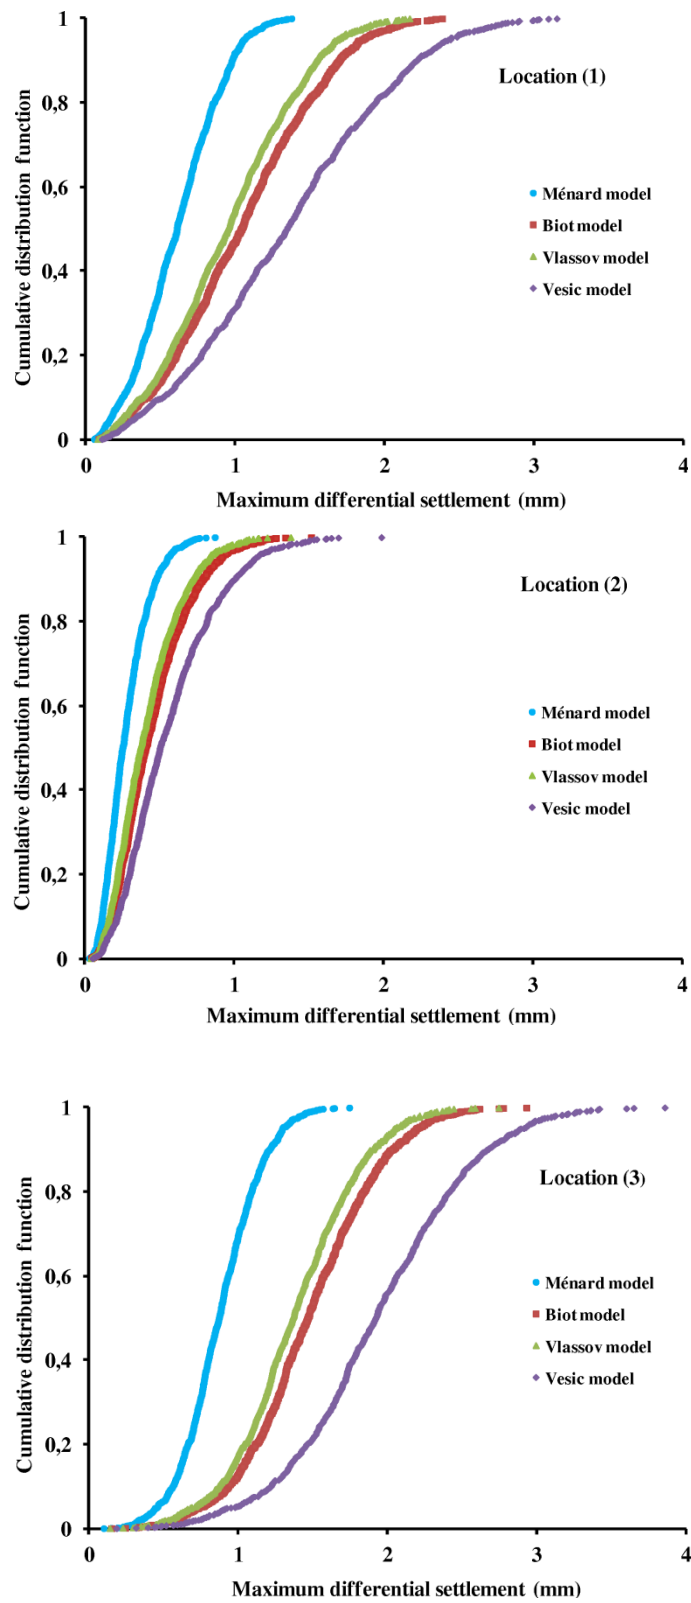 Cumulative distribution function
1
0,8
0,6
0,4
0,2
0
0 1 2 3 4
Maximum differential settlement (mm)
Location (1)
Ménard model
Biot model
Vlassov model
Vesic model
Cumulative distribution function
1
0,8
0,6
0,4
0,2
0
0 1 2 3 4
Maximum differential settlement (mm)
Location (2)
Ménard model
Biot model
Vlassov model
Vesic model
Cumulative distribution function
1
0,8
0,6
0,4
0,2
0
0 1 2 3 4
Maximum differential settlement (mm)
Location (3)
Ménard model
Biot model
Vlassov model
Vesic model